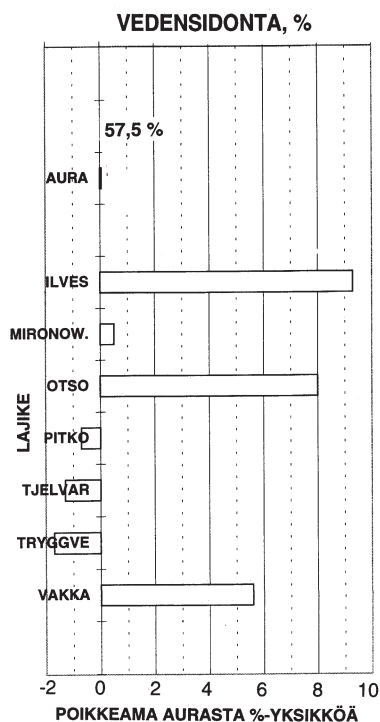 VEDENSIDONTA, %
57,5 %
AURA
ILVES
MIRONOW.
OTSO
PITKO
TJELVAR
TRYGGVE
VAKKA
LAJIKE
-2 0 2 4 6 8 10
POIKKEAMA AURASTA %-YKSIKKÖÄ